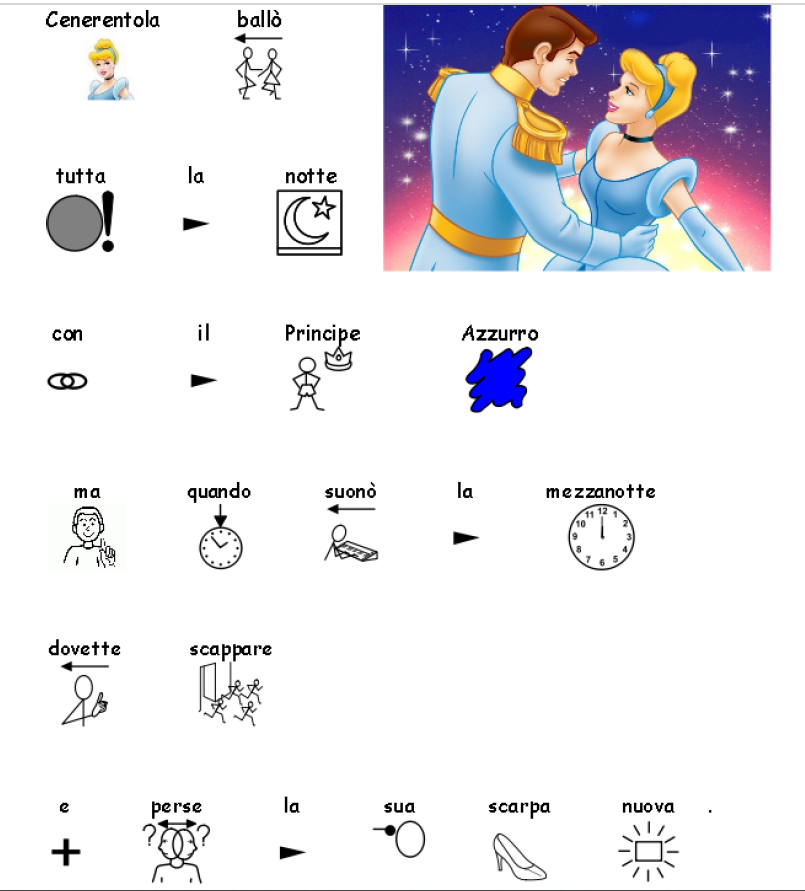 Cenerentola ballò
tutta la notte
con il Principe Azzurro
ma quando suonò la mezzanotte
dovette scappare
e perse la sua scarpa nuova .